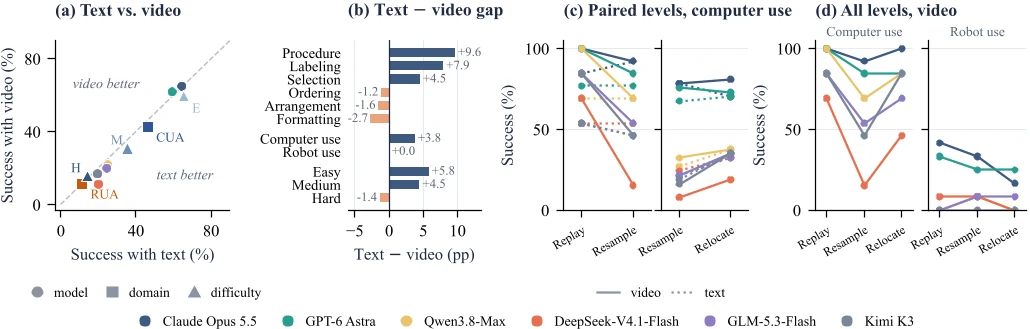 (a) Text vs. video
Success with video (%)
80
40
0
0
40
80
Success with text (%)
video better
text better
E
M
H
CUA
RUA
(b) Text − video gap
Procedure
+9.6
Labeling
+7.9
Selection
+4.5
Ordering
-1.2
Arrangement
-1.6
Formatting
-2.7
Computer use
+3.8
Robot use
+0.0
Easy
+5.8
Medium
+4.5
Hard
-1.4
−5
0
5
10
Text − video (pp)
(c) Paired levels, computer use
Success (%)
100
50
0
Replay
Resample
Resample
Relocate
(d) All levels, video
Computer use
Robot use
Success (%)
100
50
0
Replay
Resample
Relocate
Replay
Resample
Relocate
model
domain
difficulty
video
text
Claude Opus 5.5
GPT-6 Astra
Qwen3.8-Max
DeepSeek-V4.1-Flash
GLM-5.3-Flash
Kimi K3